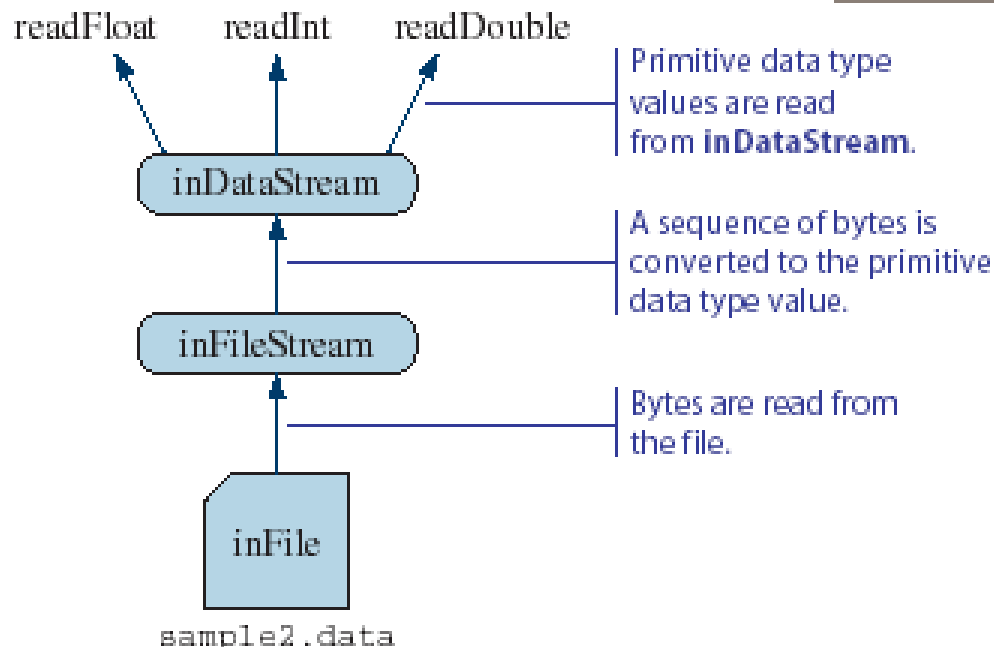 readFloat readInt readDouble
Primitive data type
values are read
from inDataStream.
inDataStream
A sequence of bytes is
converted to the primitive
data type value.
inFileStream
Bytes are read from
the file.
inFile
sample2.data